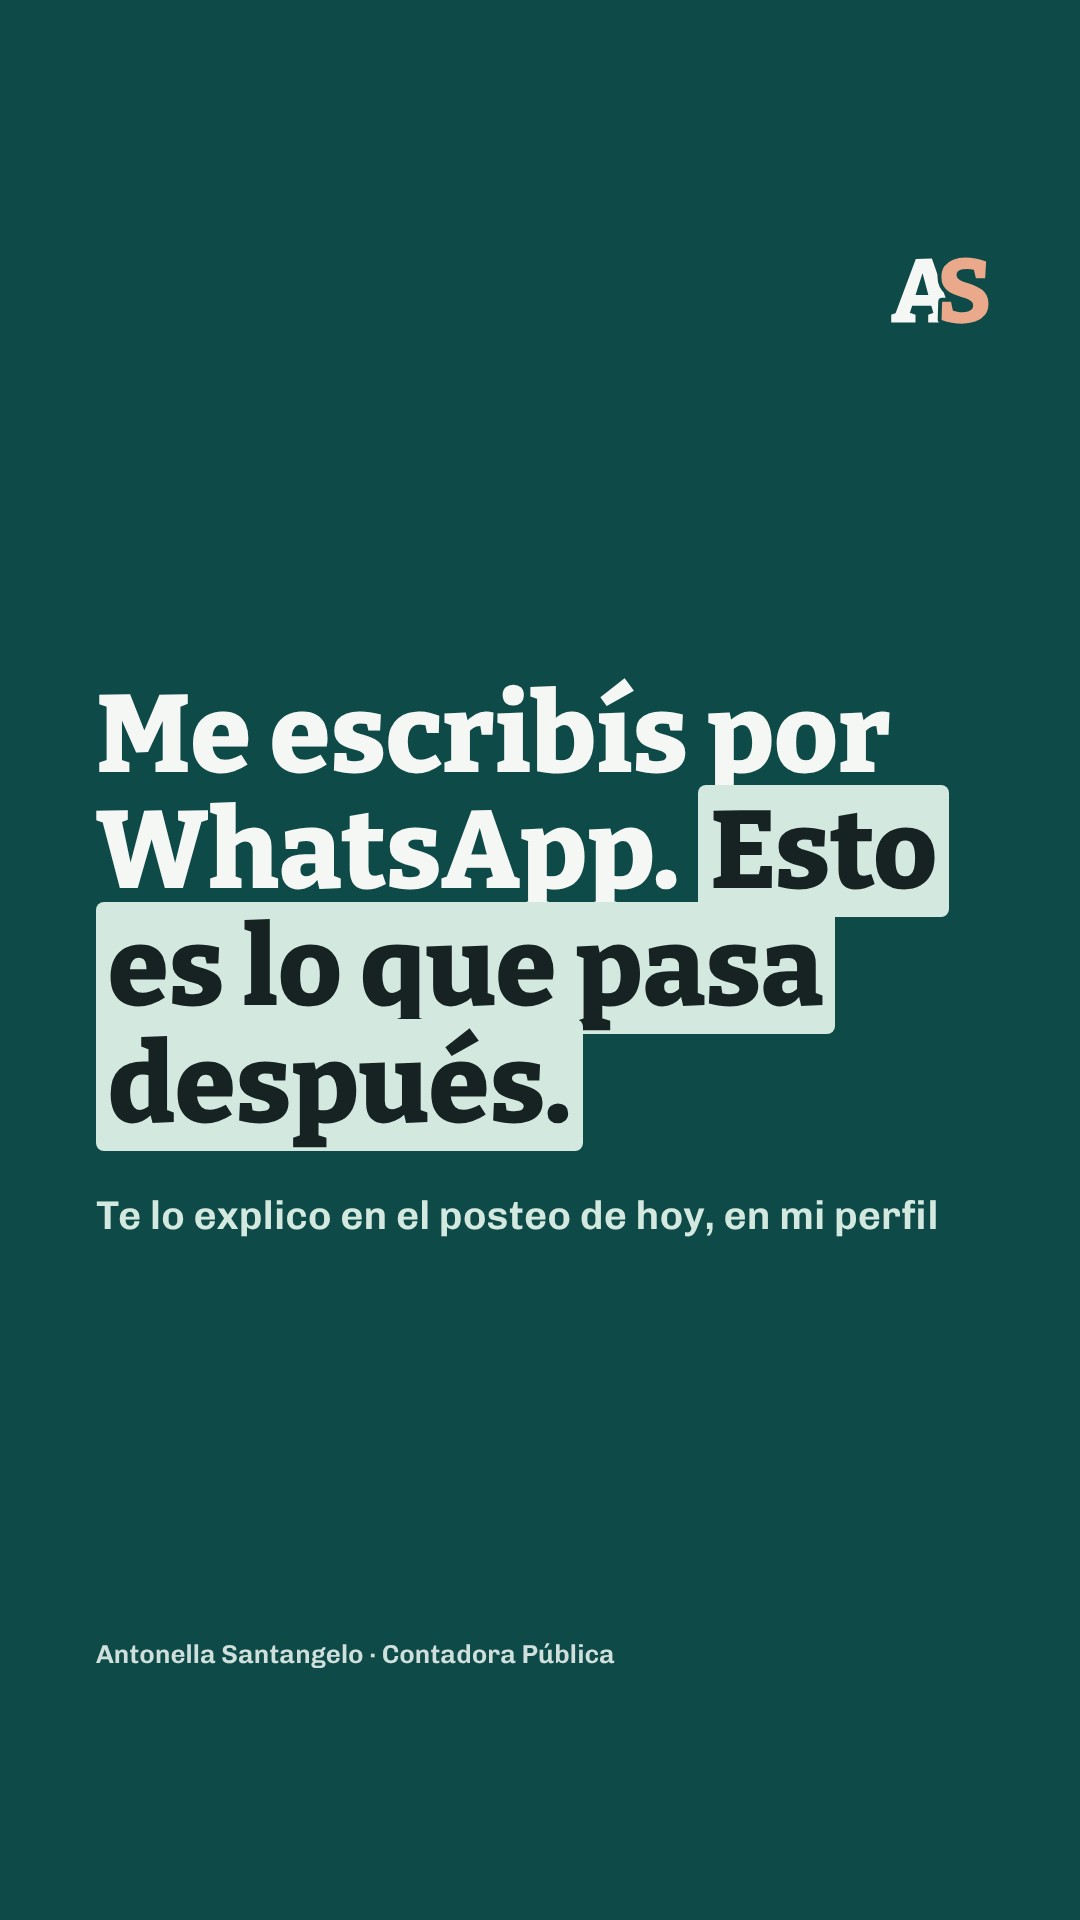 AS
Me escribís por
WhatsApp. Esto
es lo que pasa
después.
Te lo explico en el posteo de hoy, en mi perfil
Antonella Santangelo · Contadora Pública